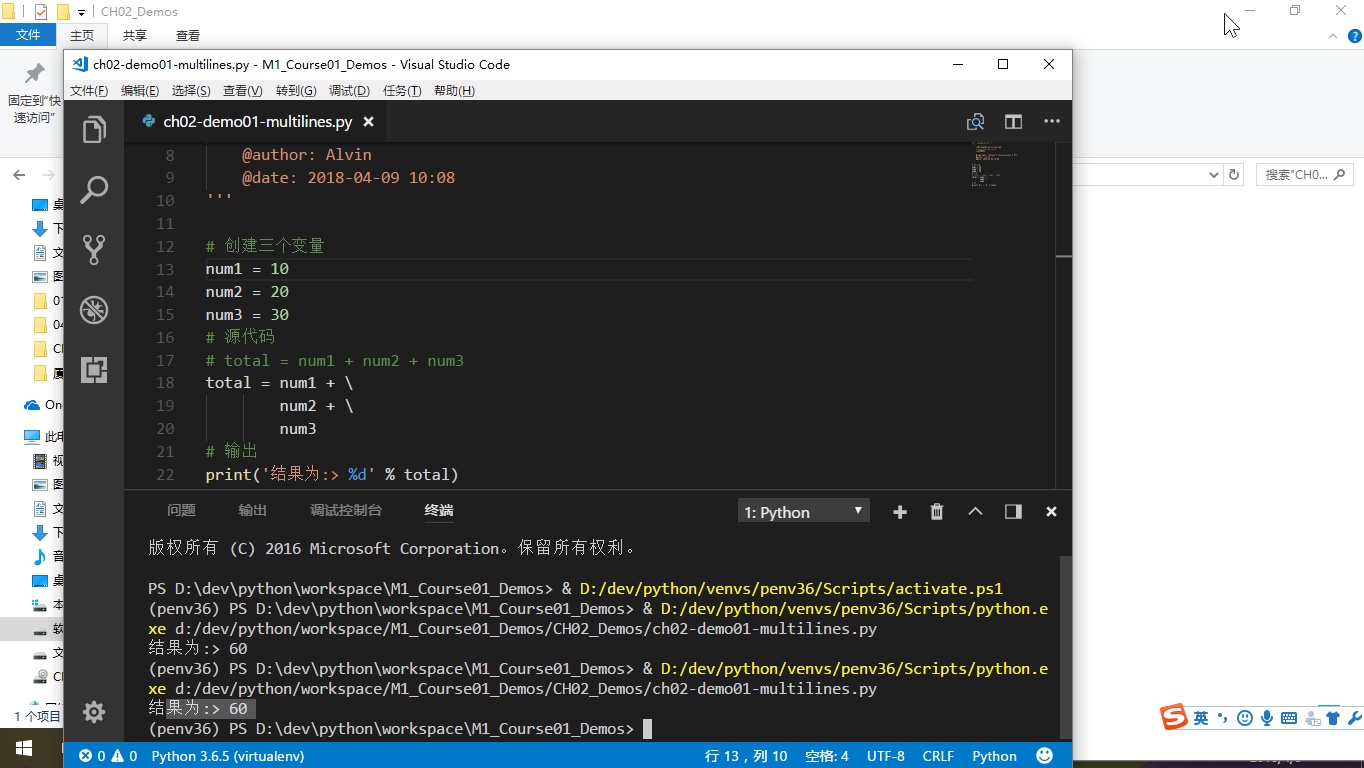 CH02_Demos
文件 主页 共享 查看
固定到“快
速访问”
搜索"CH0...
ch02-demo01-multilines.py - M1_Course01_Demos - Visual Studio Code
文件(F) 编辑(E) 选择(S) 查看(V) 转到(G) 调试(D) 任务(T) 帮助(H)
ch02-demo01-multilines.py
8 @author: Alvin
9 @date: 2018-04-09 10:08
10 '''
11
12 # 创建三个变量
13 num1 = 10
14 num2 = 20
15 num3 = 30
16 # 源代码
17 # total = num1 + num2 + num3
18 total = num1 + \
19 num2 + \
20 num3
21 # 输出
22 print('结果为:> %d' % total)
问题 输出 调试控制台 终端 1: Python
版权所有 (C) 2016 Microsoft Corporation。保留所有权利。
PS D:\dev\python\workspace\M1_Course01_Demos> & D:/dev/python/venvs/penv36/Scripts/activate.ps1
(penv36) PS D:\dev\python\workspace\M1_Course01_Demos> & D:/dev/python/venvs/penv36/Scripts/python.e
xe d:/dev/python/workspace/M1_Course01_Demos/CH02_Demos/ch02-demo01-multilines.py
结果为:> 60
(penv36) PS D:\dev\python\workspace\M1_Course01_Demos> & D:/dev/python/venvs/penv36/Scripts/python.e
xe d:/dev/python/workspace/M1_Course01_Demos/CH02_Demos/ch02-demo01-multilines.py
结果为:> 60
(penv36) PS D:\dev\python\workspace\M1_Course01_Demos>
0 0 Python 3.6.5 (virtualenv) 行 13，列 10 空格: 4 UTF-8 CRLF Python
1 个项目
英